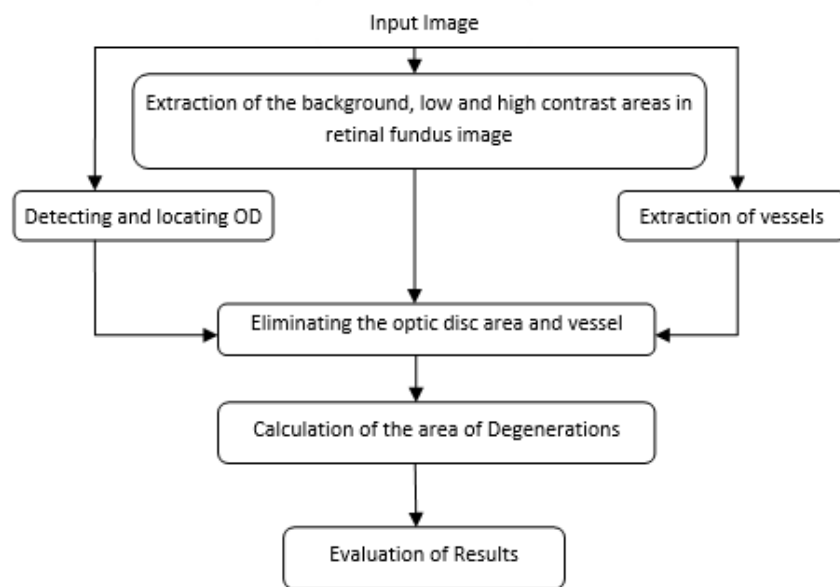 Input Image
Extraction of the background, low and high contrast areas in
retinal fundus image
Detecting and locating OD
Extraction of vessels
Eliminating the optic disc area and vessel
Calculation of the area of Degenerations
Evaluation of Results